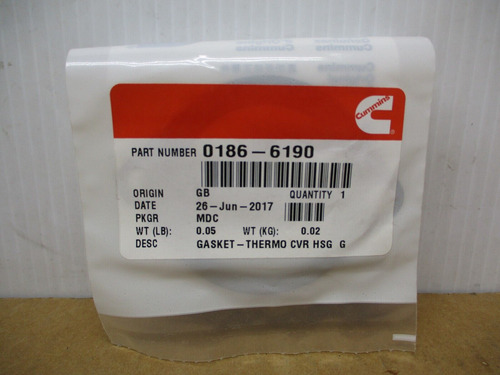 Cummins
Cummins
PART NUMBER 0186-6190
ORIGIN GB QUANTITY 1
DATE 26-Jun-2017
PKGR MDC
WT (LB): 0.05 WT (KG): 0.02
DESC GASKET-THERMO CVR HSG G